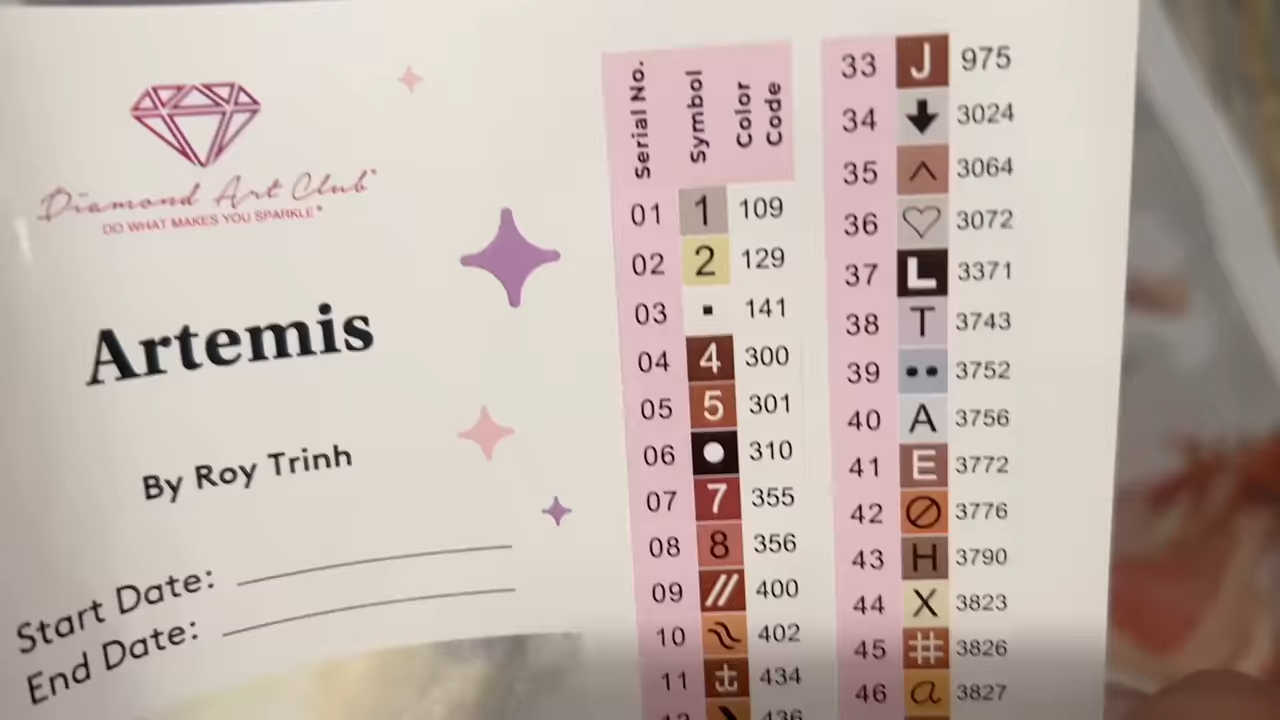 Diamond Art Club
DO WHAT MAKES YOU SPARKLE
Artemis
By Roy Trinh
Start Date:
End Date:
Serial No. Symbol Color Code
01 1 109
02 2 129
03 ▪ 141
04 4 300
05 5 301
06 ● 310
07 7 355
08 8 356
09 // 400
10 402
11 434
436
33 J 975
34 3024
35 ^ 3064
36 ♡ 3072
37 L 3371
38 T 3743
39 •• 3752
40 A 3756
41 E 3772
42 ⊘ 3776
43 H 3790
44 X 3823
45 # 3826
46 a 3827